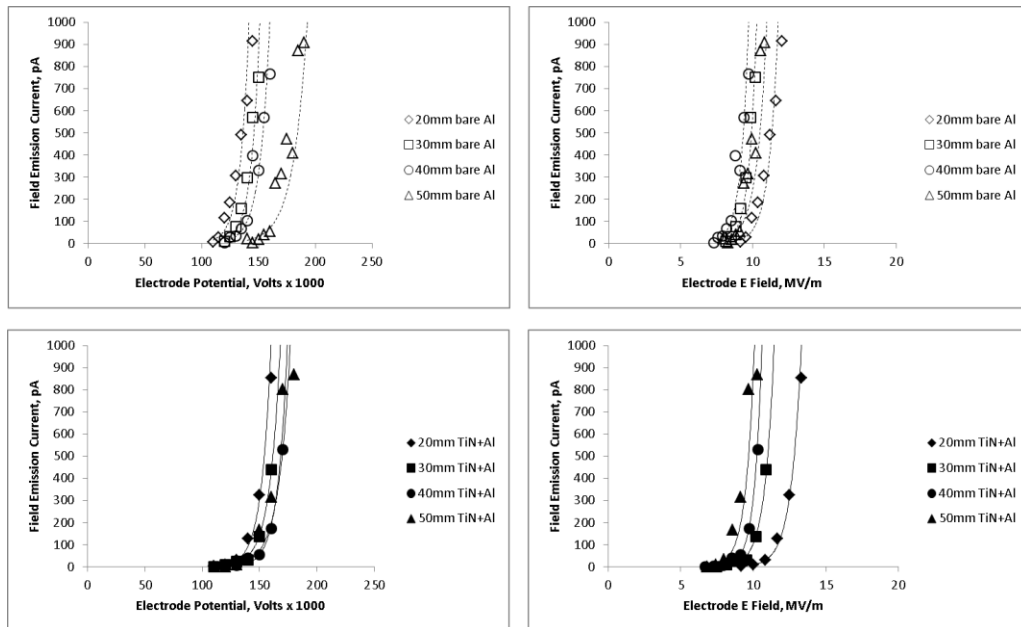 1000
900
800
700
600
500
400
300
200
100
0
Field Emission Current, pA
0 50 100 150 200 250
Electrode Potential, Volts x 1000
20mm bare Al
30mm bare Al
40mm bare Al
50mm bare Al
1000
900
800
700
600
500
400
300
200
100
0
Field Emission Current, pA
0 5 10 15 20
Electrode E Field, MV/m
20mm bare Al
30mm bare Al
40mm bare Al
50mm bare Al
1000
900
800
700
600
500
400
300
200
100
0
Field Emission Current, pA
0 50 100 150 200 250
Electrode Potential, Volts x 1000
20mm TiN+Al
30mm TiN+Al
40mm TiN+Al
50mm TiN+Al
1000
900
800
700
600
500
400
300
200
100
0
Field Emission Current, pA
0 5 10 15 20
Electrode E Field, MV/m
20mm TiN+Al
30mm TiN+Al
40mm TiN+Al
50mm TiN+Al